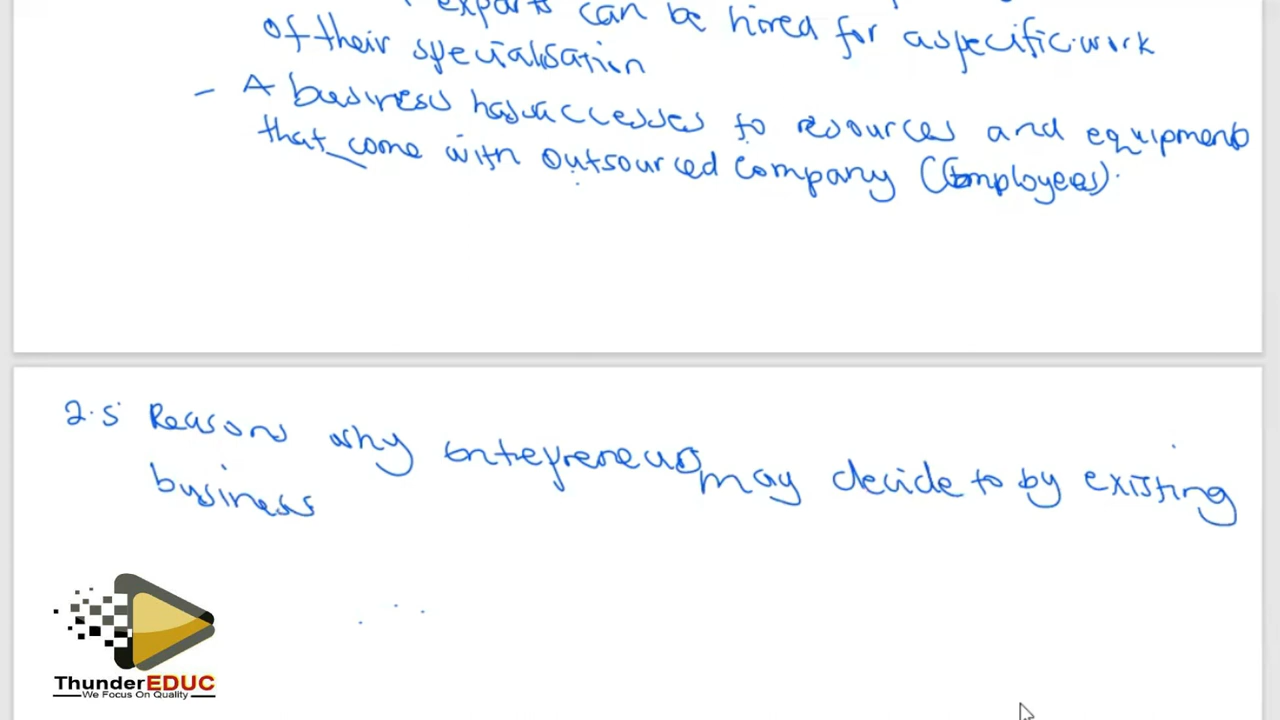 experts can be hired for a specific work
of their specialisation
- A business has accesses to resources and equipments
that come with outsourced company (Employees).
2.5 Reasons why entrepreneurs may decide to by existing
business
ThunderEDUC
We Focus On Quality